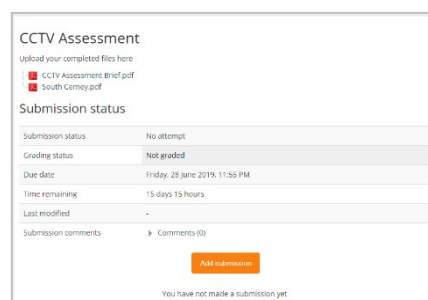 CCTV Assessment
Upload your completed files here
CCTV Assessment Brief.pdf
South Cerney.pdf
Submission status
Submission status No attempt
Grading status Not graded
Due date Friday, 28 June 2019, 11:55 PM
Time remaining 15 days 15 hours
Last modified -
Submission comments Comments (0)
Add submission
You have not made a submission yet